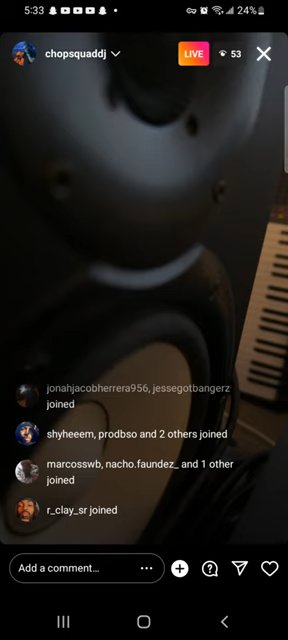 5:33
24%
chopsquaddj
LIVE
53
jonahjacobherrera956, jessegotbangerz
joined
shyheeem, prodbso and 2 others joined
marcosswb, nacho.faundez_ and 1 other
joined
r_clay_sr joined
Add a comment...